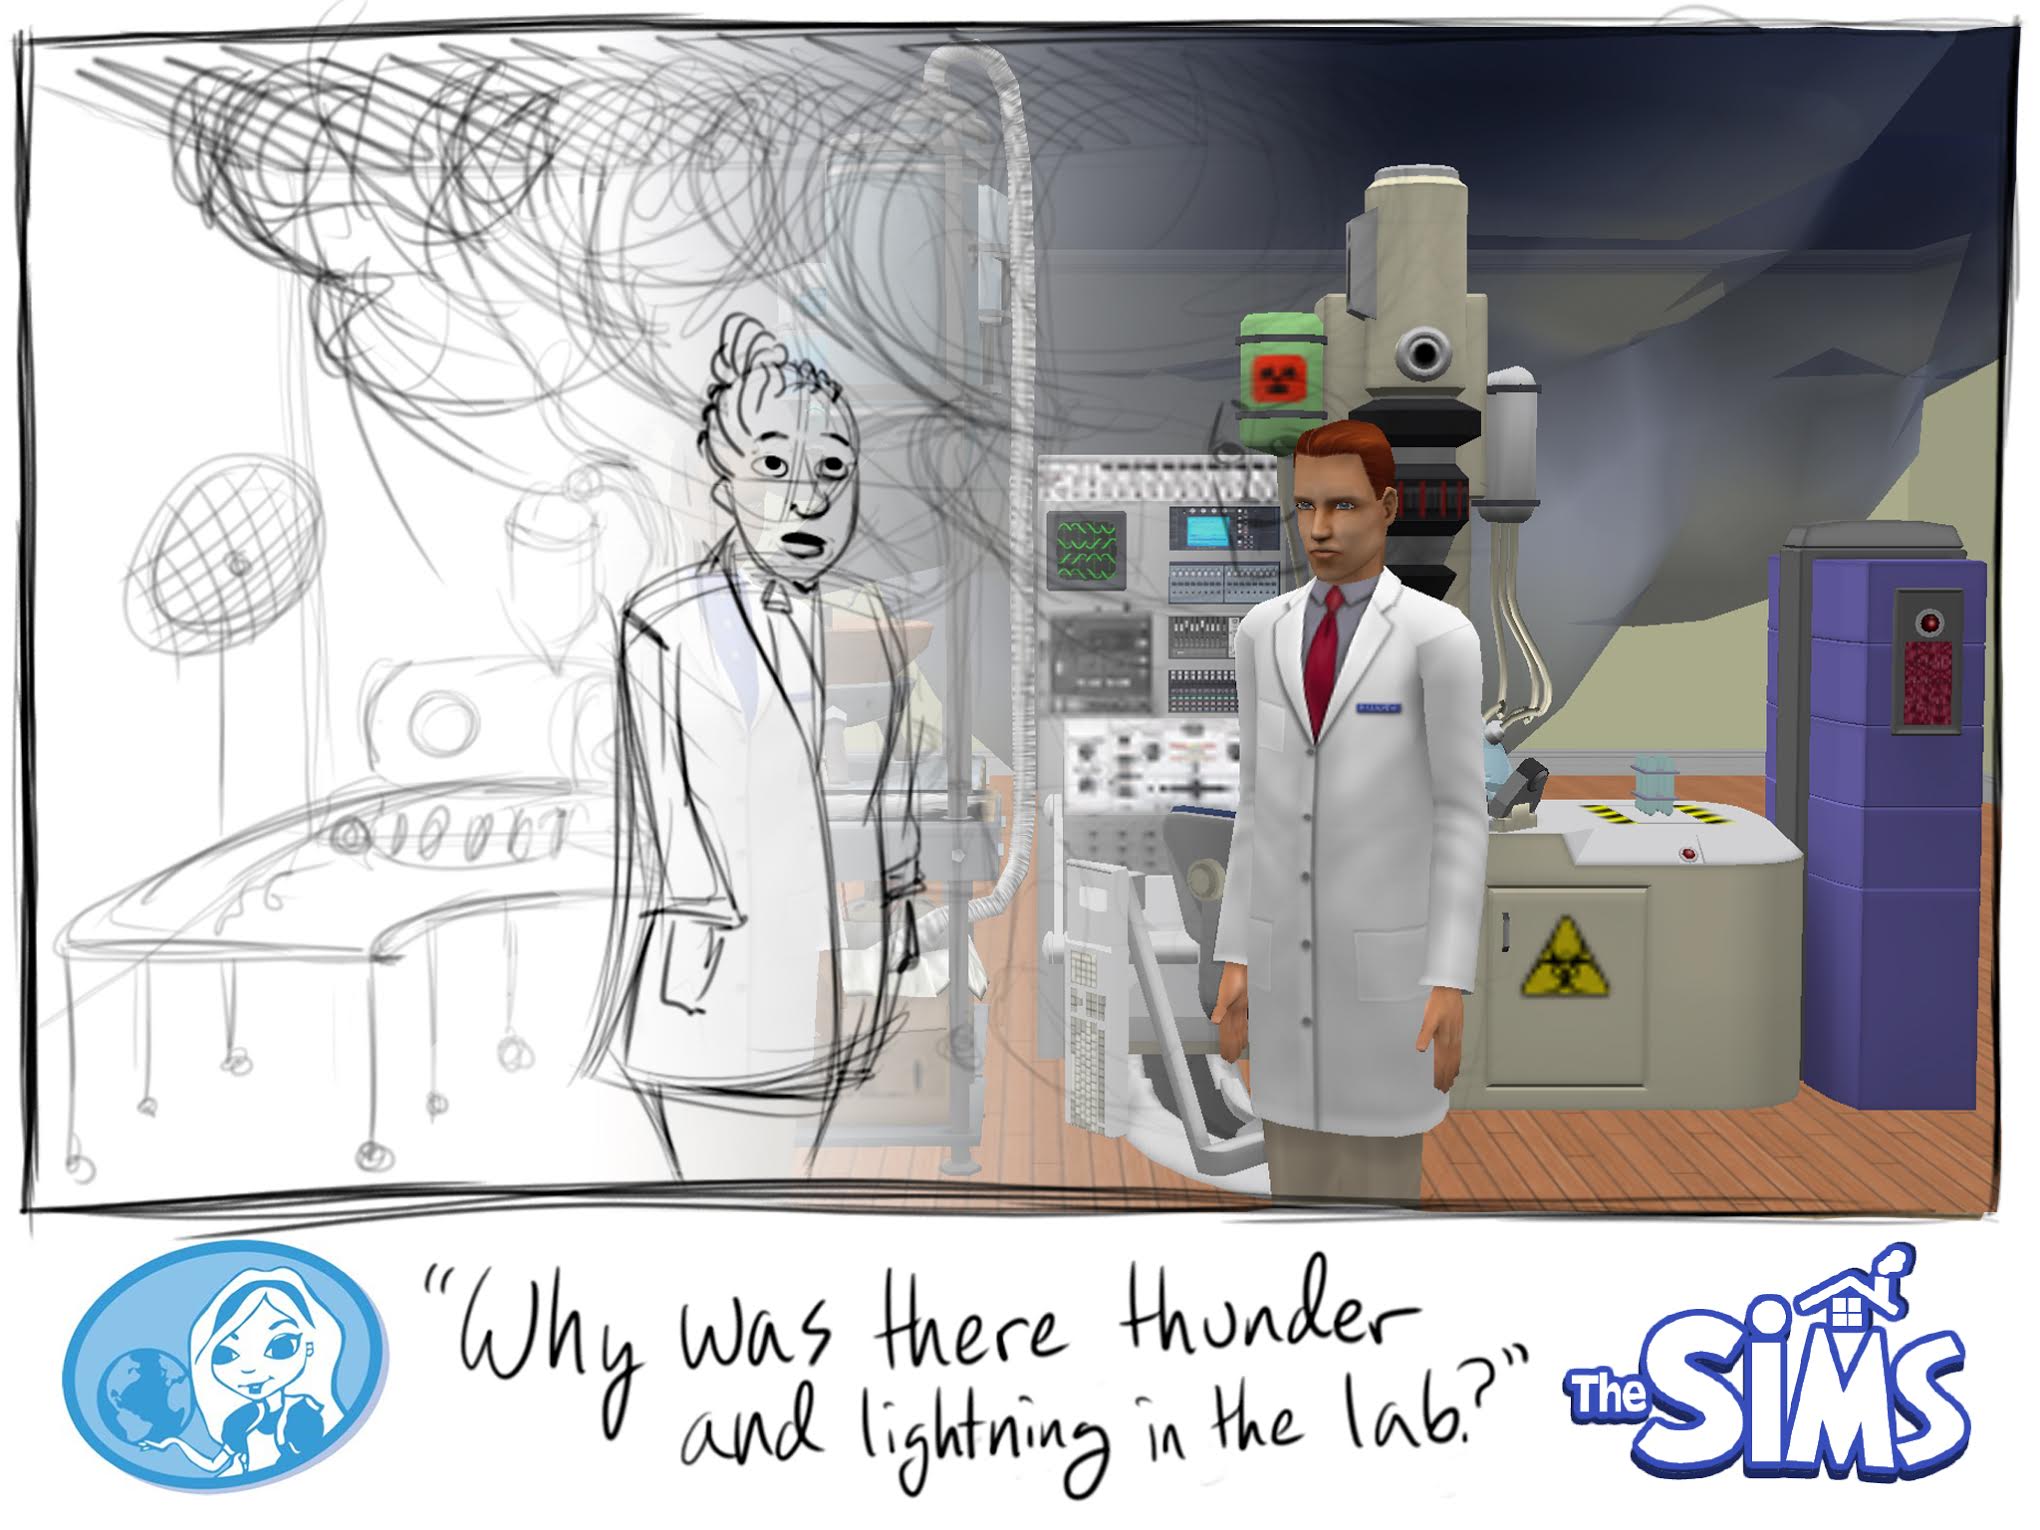 "Why was there thunder
and lightning in the lab?"
The
SiMS